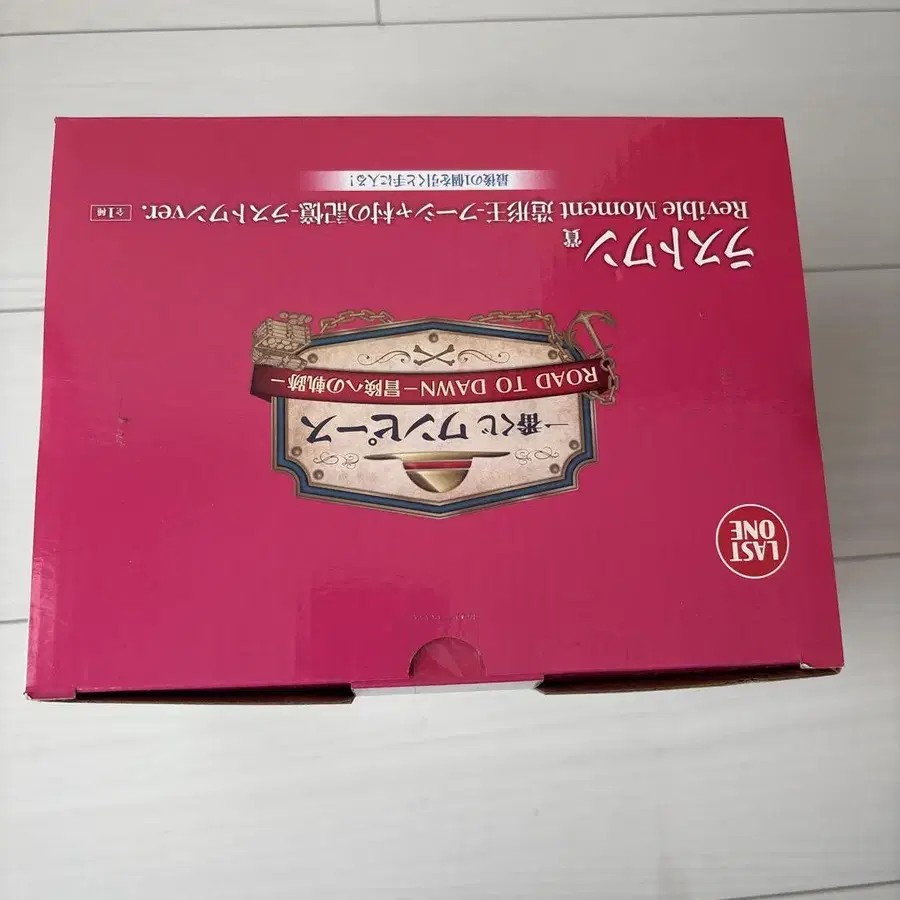 LAST
ONE
一番くじ ワンピース
ROAD TO DAWN －冒険への軌跡－
ラストワン賞
Revible Moment 造形王-フーシャ村の記憶-ラストワンver. 全1種
最後の1個を引くと手に入る！